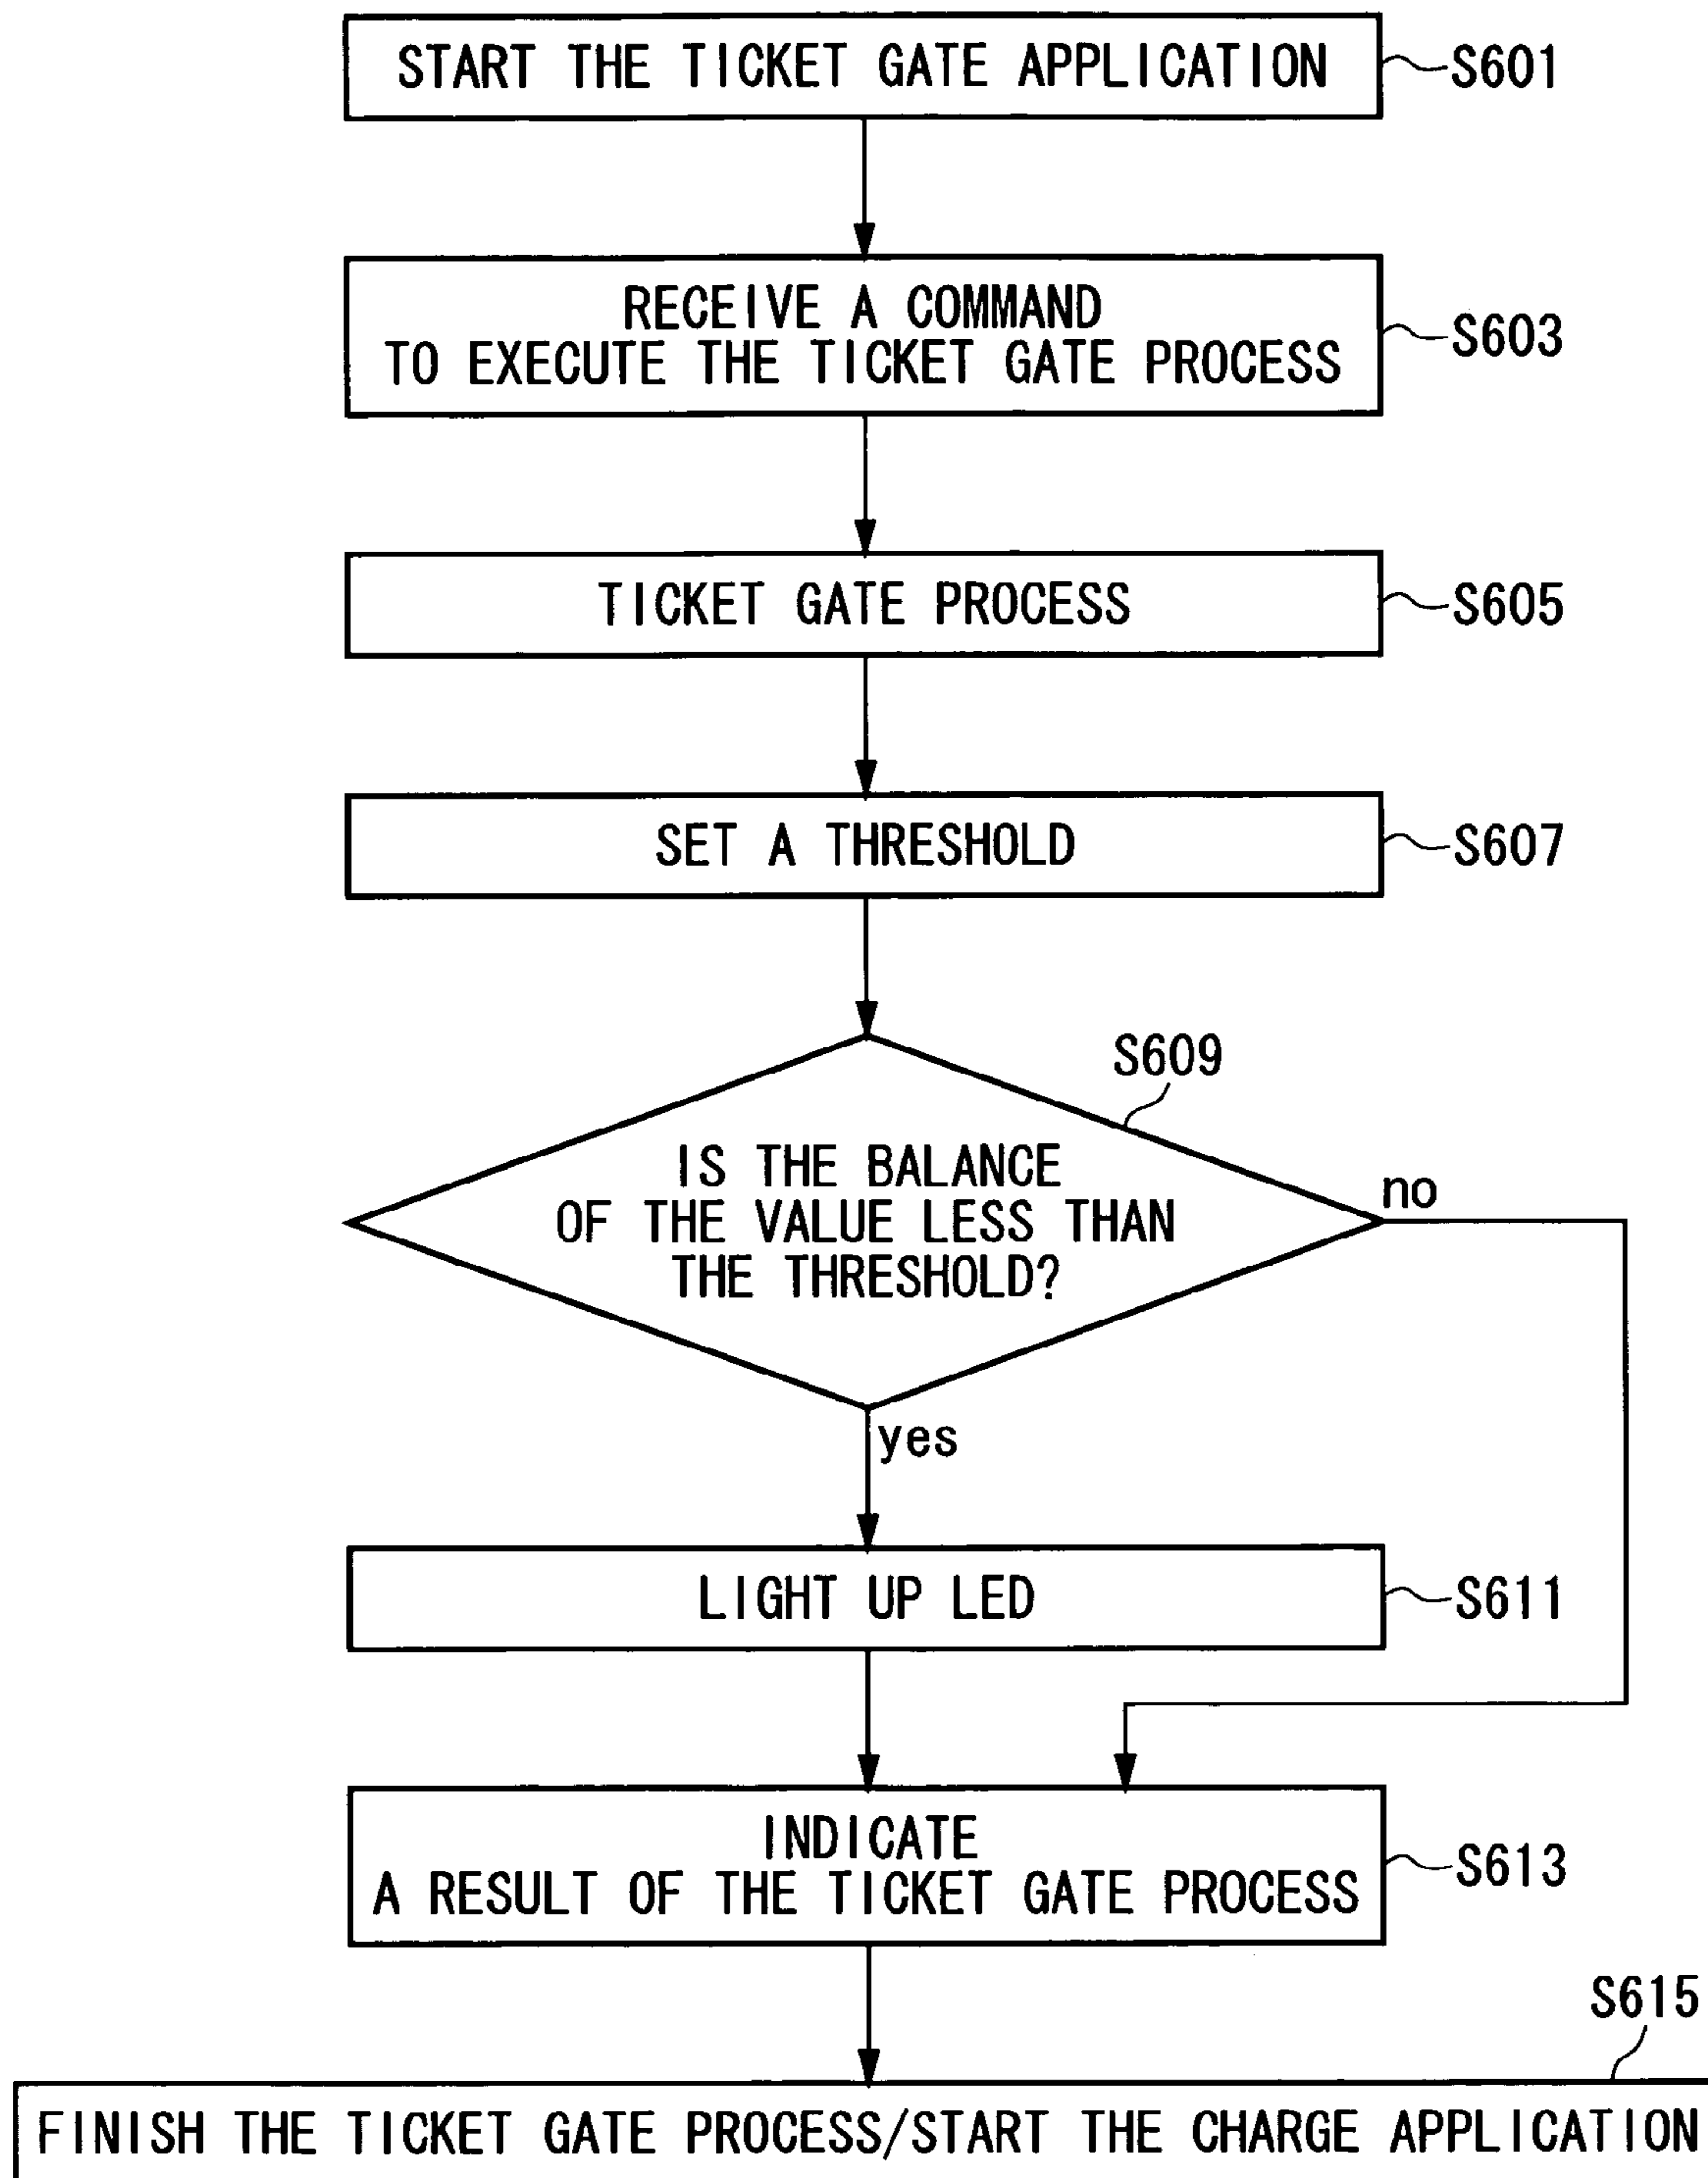 START THE TICKET GATE APPLICATION
S601
RECEIVE A COMMAND
TO EXECUTE THE TICKET GATE PROCESS
S603
TICKET GATE PROCESS
S605
SET A THRESHOLD
S607
S609
IS THE BALANCE
OF THE VALUE LESS THAN
THE THRESHOLD?
no
yes
LIGHT UP LED
S611
INDICATE
A RESULT OF THE TICKET GATE PROCESS
S613
S615
FINISH THE TICKET GATE PROCESS/START THE CHARGE APPLICATION